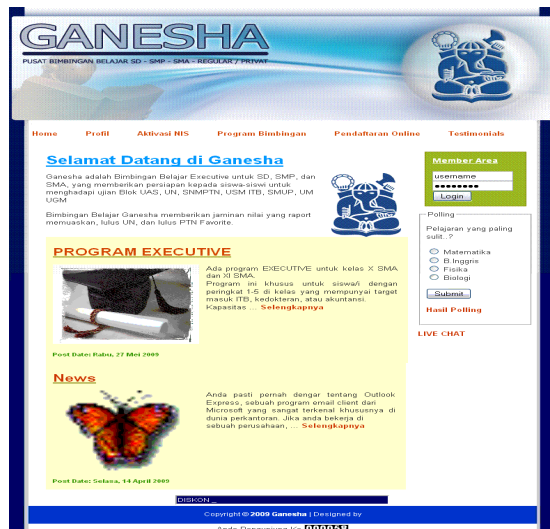 GANESHA
PUSAT BIMBINGAN BELAJAR SD - SMP - SMA - REGULAR / PRIVAT
Home Profil Aktivasi NIS Program Bimbingan Pendaftaran Online Testimonials
Selamat Datang di Ganesha
Ganesha adalah Bimbingan Belajar Executive untuk SD, SMP, dan
SMA, yang memberikan persiapan kepada siswa-siswi untuk
menghadapi ujian Blok UAS, UN, SNMPTN, USM ITB, SMUP, UM
UGM
Bimbingan Belajar Ganesha memberikan jaminan nilai yang raport
memuaskan, lulus UN, dan lulus PTN Favorite.
PROGRAM EXECUTIVE
Ada program EXECUTIVE untuk kelas X SMA
dan XI SMA.
Program ini khusus untuk siswa/i dengan
peringkat 1-5 di kelas yang mempunyai target
masuk ITB, kedokteran, atau akuntansi.
Kapasitas ... Selengkapnya
Post Date: Rabu, 27 Mei 2009
News
Anda pasti pernah dengar tentang Outlook
Express, sebuah program email client dari
Microsoft yang sangat terkenal khususnya di
dunia perkantoran. Jika anda bekerja di
sebuah perusahaan, ... Selengkapnya
Post Date: Selasa, 14 April 2009
Member Area
username
Login
Polling
Pelajaran yang paling
sulit..?
Matematika
B.Inggris
Fisika
Biologi
Submit
Hasil Polling
LIVE CHAT
DISKON _
Copyright © 2009 Ganesha | Designed by
Anda Pengunjung Ke